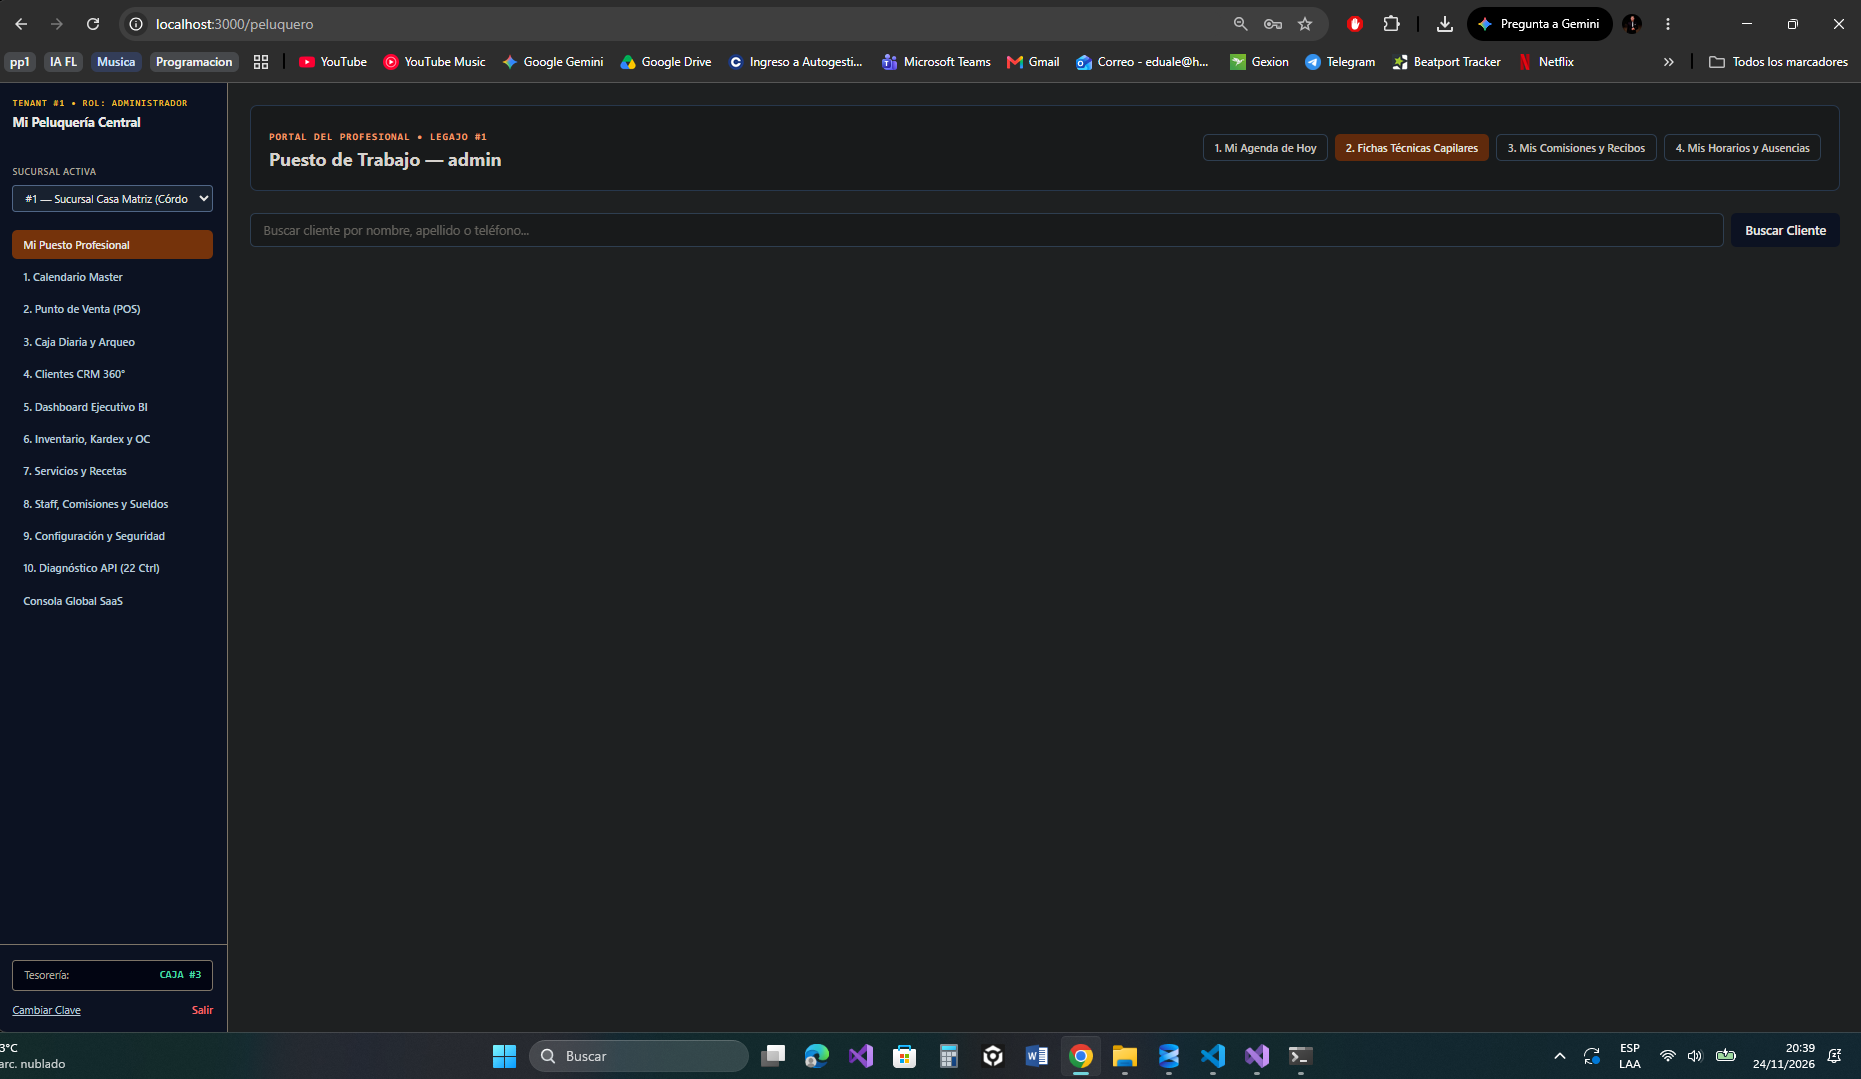 localhost:3000/peluquero
Pregunta a Gemini
pp1
IA FL
Musica
Programacion
YouTube
YouTube Music
Google Gemini
Google Drive
Ingreso a Autogesti...
Microsoft Teams
Gmail
Correo - eduale@h...
Gexion
Telegram
Beatport Tracker
Netflix
Todos los marcadores
TENANT #1 • ROL: ADMINISTRADOR
Mi Peluquería Central
SUCURSAL ACTIVA
#1 — Sucursal Casa Matriz (Córdo
Mi Puesto Profesional
1. Calendario Master
2. Punto de Venta (POS)
3. Caja Diaria y Arqueo
4. Clientes CRM 360°
5. Dashboard Ejecutivo BI
6. Inventario, Kardex y OC
7. Servicios y Recetas
8. Staff, Comisiones y Sueldos
9. Configuración y Seguridad
10. Diagnóstico API (22 Ctrl)
Consola Global SaaS
Tesorería:
CAJA #3
Cambiar Clave
Salir
PORTAL DEL PROFESIONAL • LEGAJO #1
Puesto de Trabajo — admin
1. Mi Agenda de Hoy
2. Fichas Técnicas Capilares
3. Mis Comisiones y Recibos
4. Mis Horarios y Ausencias
Buscar cliente por nombre, apellido o teléfono...
Buscar Cliente
3°C
arc. nublado
Buscar
ESP
LAA
20:39
24/11/2026